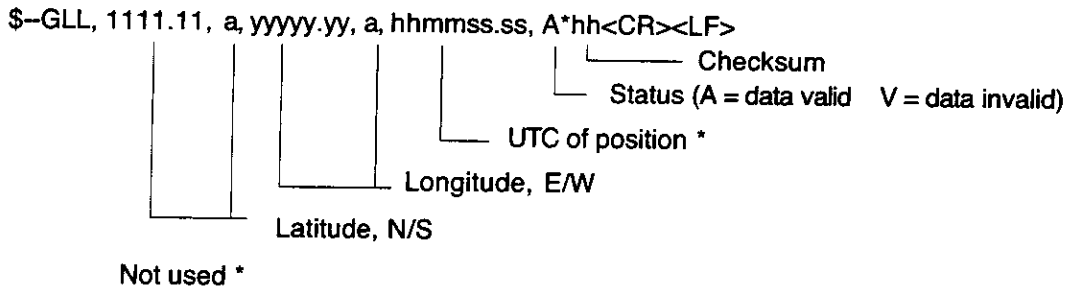 $--GLL, 1111.11, a, yyyyy.yy, a, hhmmss.ss, A*hh<CR><LF>
Checksum
Status (A = data valid V = data invalid)
UTC of position *
Longitude, E/W
Latitude, N/S
Not used *